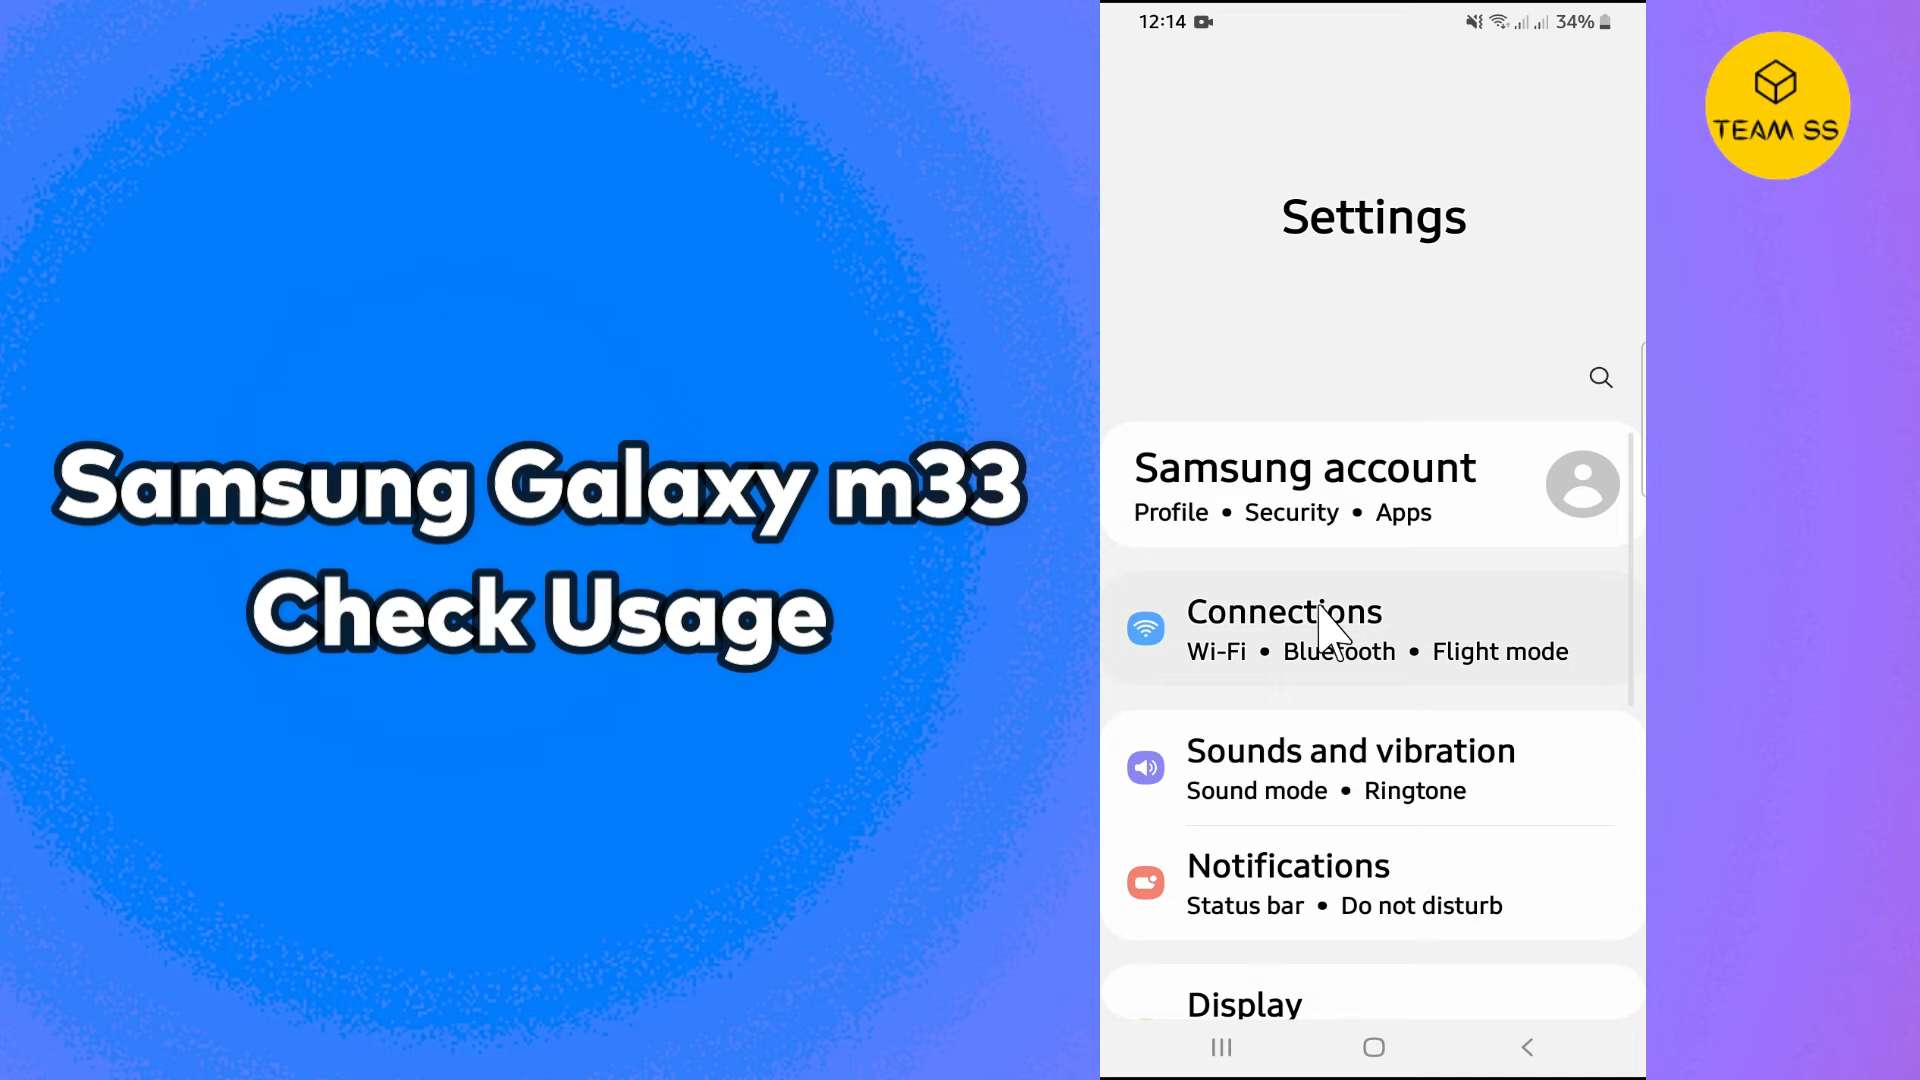 Samsung Galaxy m33
Check Usage
12:14
34%
Settings
Samsung account
Profile • Security • Apps
Connections
Wi-Fi • Bluetooth • Flight mode
Sounds and vibration
Sound mode • Ringtone
Notifications
Status bar • Do not disturb
Display
TEAM SS